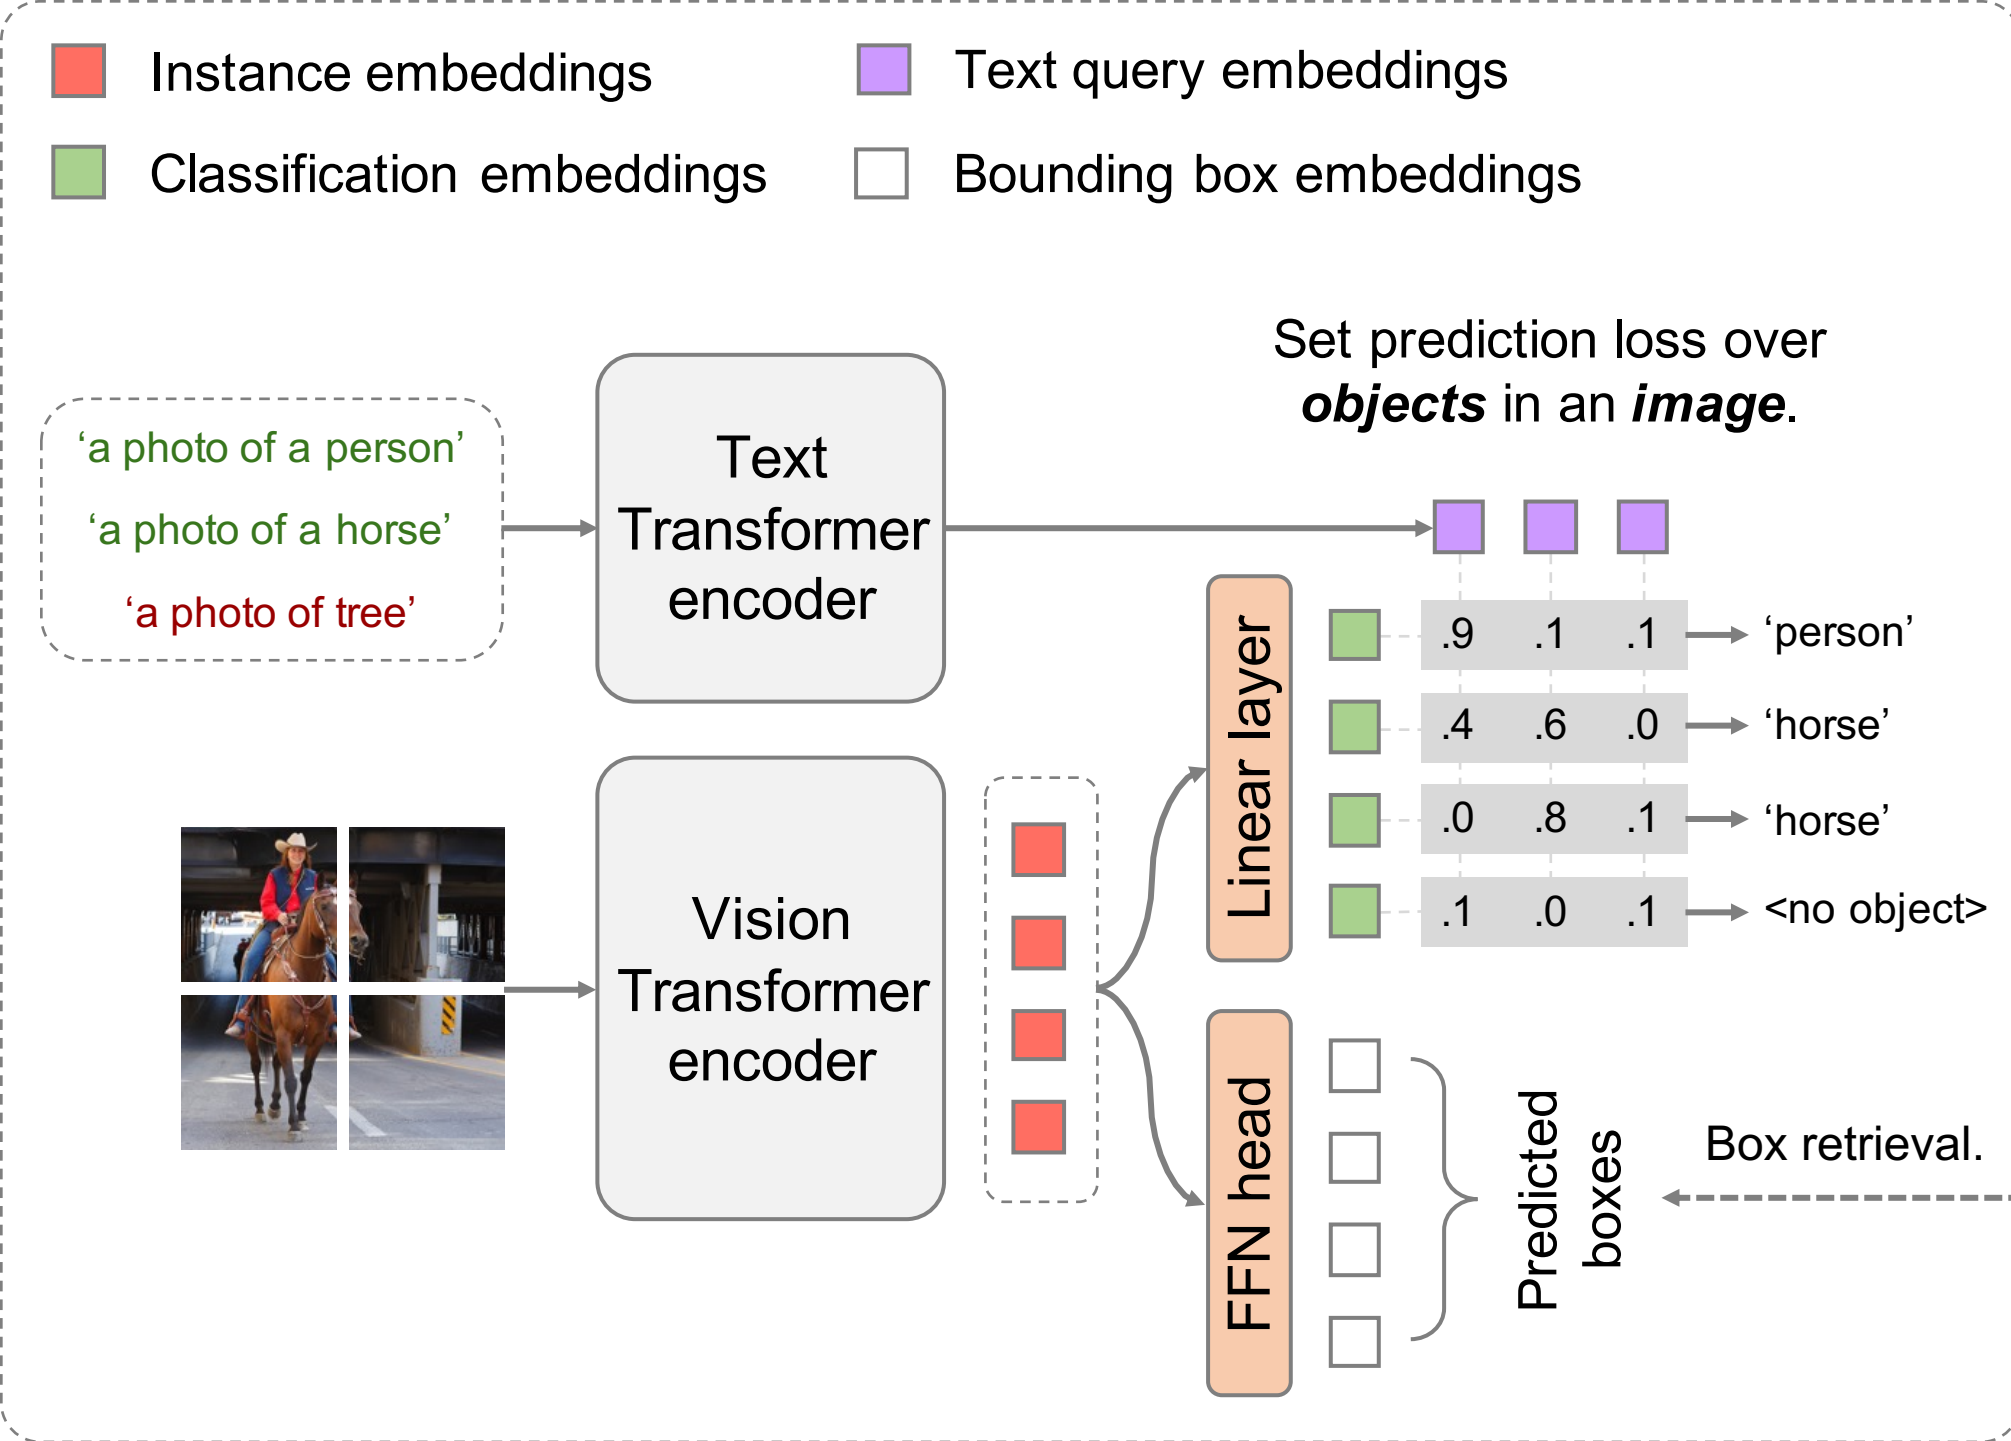 Instance embeddings
Text query embeddings
Classification embeddings
Bounding box embeddings
Set prediction loss over
objects in an image.
‘a photo of a person’
‘a photo of a horse’
‘a photo of tree’
Text
Transformer
encoder
Vision
Transformer
encoder
Linear layer
.9 .1 .1 ‘person’
.4 .6 .0 ‘horse’
.0 .8 .1 ‘horse’
.1 .0 .1 <no object>
FFN head
Predicted
boxes
Box retrieval.